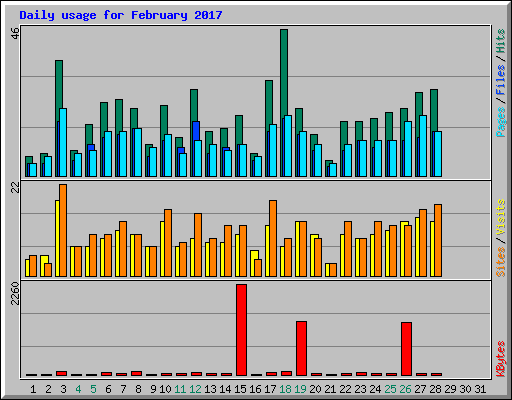 Daily usage for February 2017
46
Pages / Files / Hits
22
Sites / Visits
2260
KBytes
1 2 3 4 5 6 7 8 9 10 11 12 13 14 15 16 17 18 19 20 21 22 23 24 25 26 27 28 29 30 31